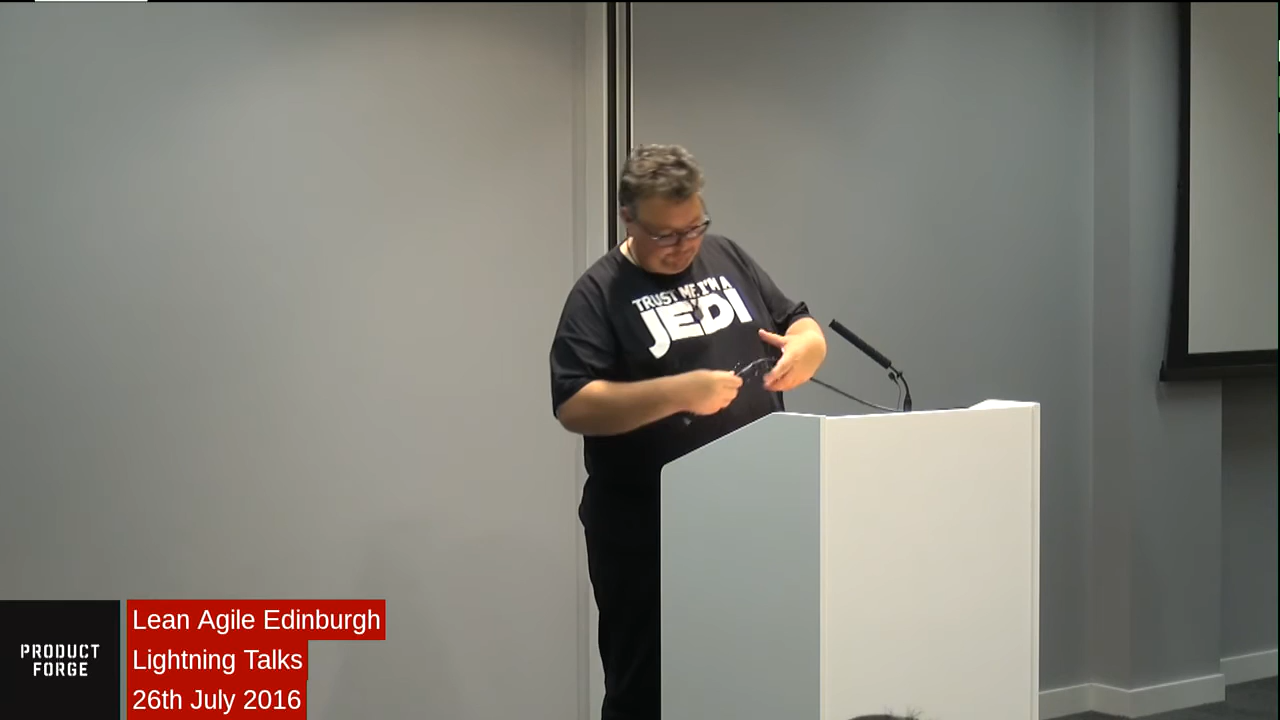 TRUST ME, I'M A
JEDI
PRODUCT
FORGE
Lean Agile Edinburgh
Lightning Talks
26th July 2016